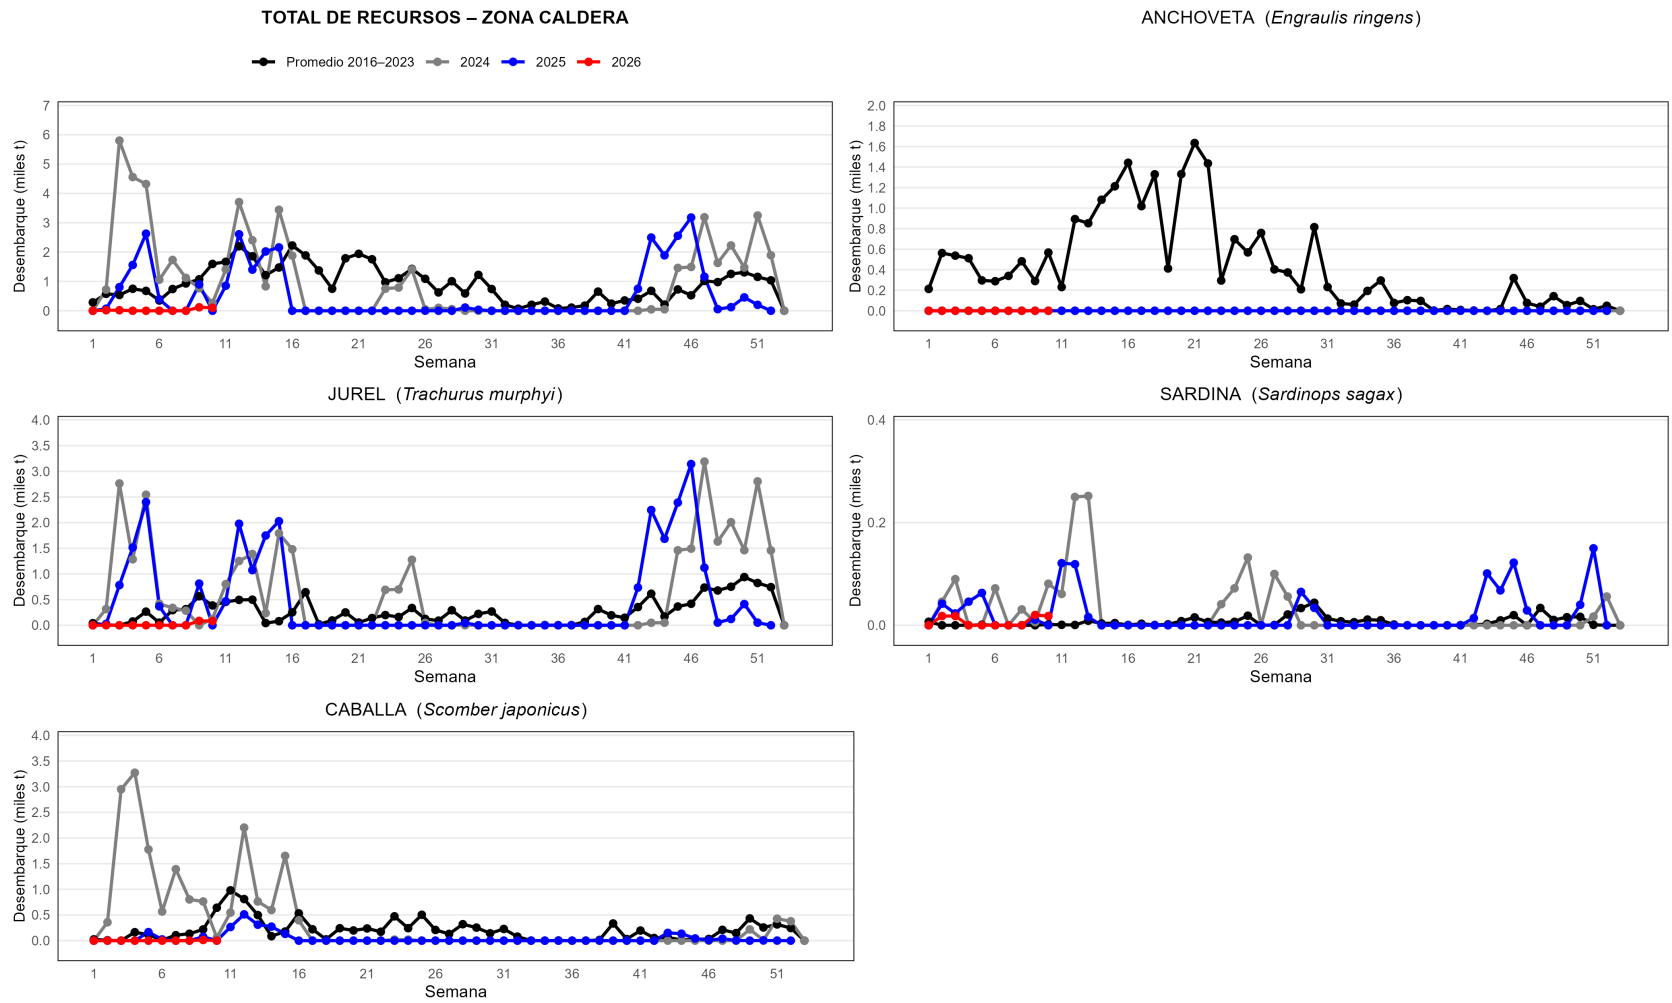 TOTAL DE RECURSOS – ZONA CALDERA
Promedio 2016–2023 2024 2025 2026
Desembarque (miles t)
7
6
5
4
3
2
1
0
1 6 11 16 21 26 31 36 41 46 51
Semana
ANCHOVETA (Engraulis ringens)
Desembarque (miles t)
2.0
1.8
1.6
1.4
1.2
1.0
0.8
0.6
0.4
0.2
0.0
1 6 11 16 21 26 31 36 41 46 51
Semana
JUREL (Trachurus murphyi)
Desembarque (miles t)
4.0
3.5
3.0
2.5
2.0
1.5
1.0
0.5
0.0
1 6 11 16 21 26 31 36 41 46 51
Semana
SARDINA (Sardinops sagax)
Desembarque (miles t)
0.4
0.2
0.0
1 6 11 16 21 26 31 36 41 46 51
Semana
CABALLA (Scomber japonicus)
Desembarque (miles t)
4.0
3.5
3.0
2.5
2.0
1.5
1.0
0.5
0.0
1 6 11 16 21 26 31 36 41 46 51
Semana